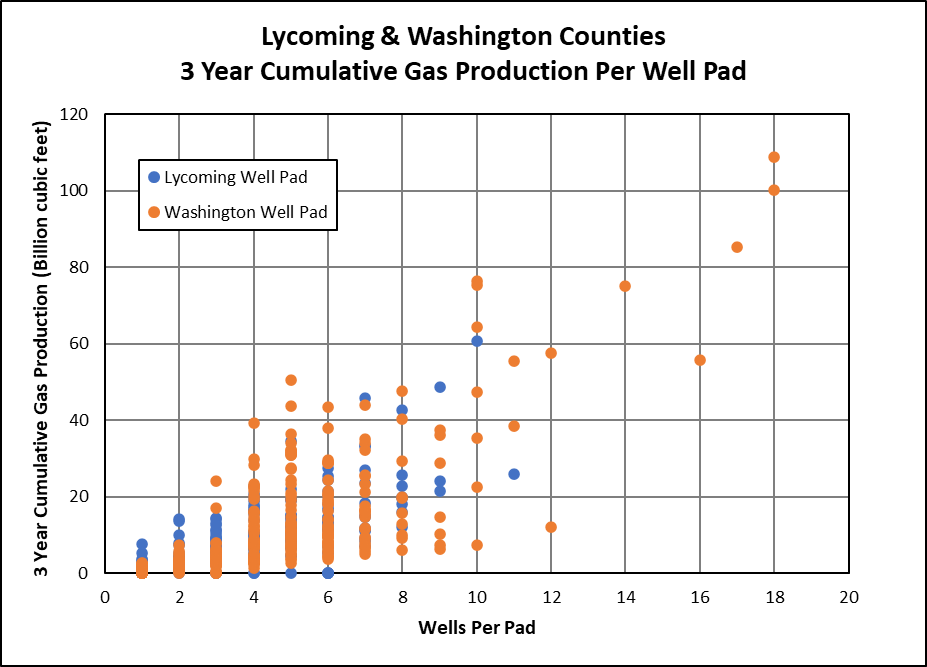 Lycoming & Washington Counties
3 Year Cumulative Gas Production Per Well Pad
3 Year Cumulative Gas Production (Billion cubic feet)
120
100
80
60
40
20
0
Lycoming Well Pad
Washington Well Pad
0 2 4 6 8 10 12 14 16 18 20
Wells Per Pad